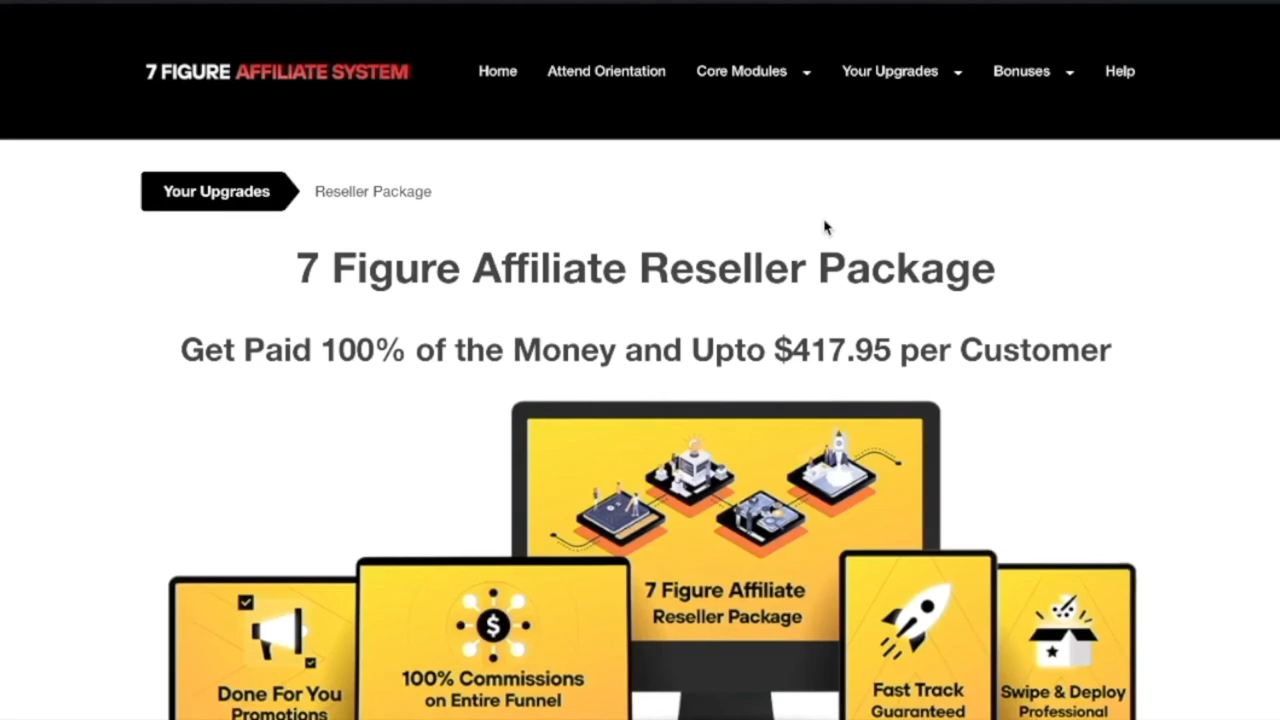 7 FIGURE AFFILIATE SYSTEM
Home
Attend Orientation
Core Modules
Your Upgrades
Bonuses
Help
Your Upgrades
Reseller Package
7 Figure Affiliate Reseller Package
Get Paid 100% of the Money and Upto $417.95 per Customer
7 Figure Affiliate
Reseller Package
Done For You
Promotions
$
100% Commissions
on Entire Funnel
Fast Track
Guaranteed
Swipe & Deploy
Professional